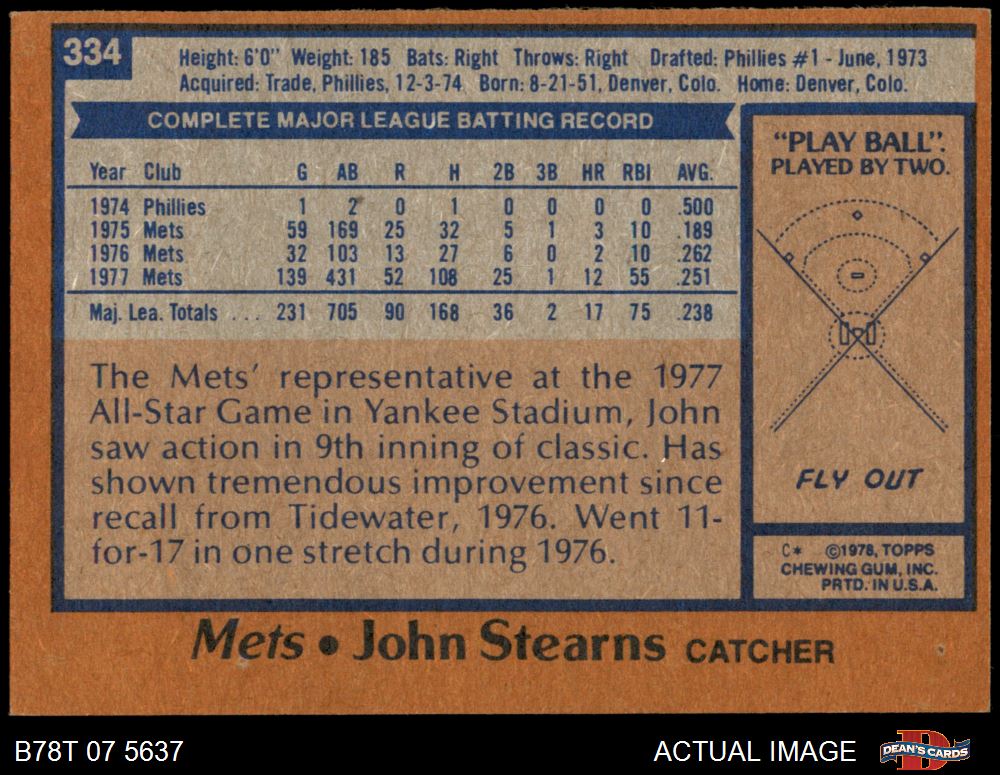 334
Height: 6'0" Weight: 185 Bats: Right Throws: Right Drafted: Phillies #1 - June, 1973
Acquired: Trade, Phillies, 12-3-74 Born: 8-21-51, Denver, Colo. Home: Denver, Colo.
COMPLETE MAJOR LEAGUE BATTING RECORD
Year Club G AB R H 2B 3B HR RBI AVG.
1974 Phillies 1 2 0 1 0 0 0 0 .500
1975 Mets 59 169 25 32 5 1 3 10 .189
1976 Mets 32 103 13 27 6 0 2 10 .262
1977 Mets 139 431 52 108 25 1 12 55 .251
Maj. Lea. Totals . . . 231 705 90 168 36 2 17 75 .238
The Mets' representative at the 1977
All-Star Game in Yankee Stadium, John
saw action in 9th inning of classic. Has
shown tremendous improvement since
recall from Tidewater, 1976. Went 11-
for-17 in one stretch during 1976.
"PLAY BALL".
PLAYED BY TWO.
FLY OUT
C* ©1978, TOPPS
CHEWING GUM, INC.
PRTD. IN U.S.A.
Mets • John Stearns CATCHER
B78T 07 5637
ACTUAL IMAGE
DEAN'S CARDS